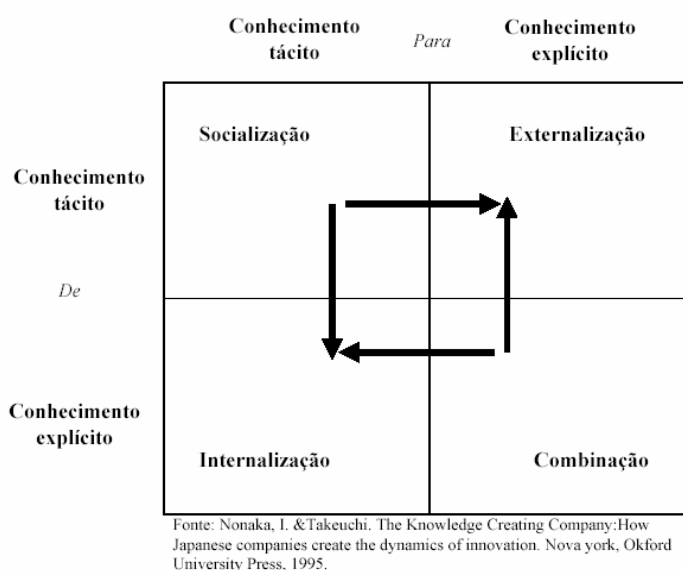 Conhecimento
tácito
Para
Conhecimento
explícito
Socialização
Externalização
Conhecimento
tácito
De
Conhecimento
explícito
Internalização
Combinação
Fonte: Nonaka, I. &Takeuchi. The Knowledge Creating Company:How
Japanese companies create the dynamics of innovation. Nova york, Okford
University Press, 1995.